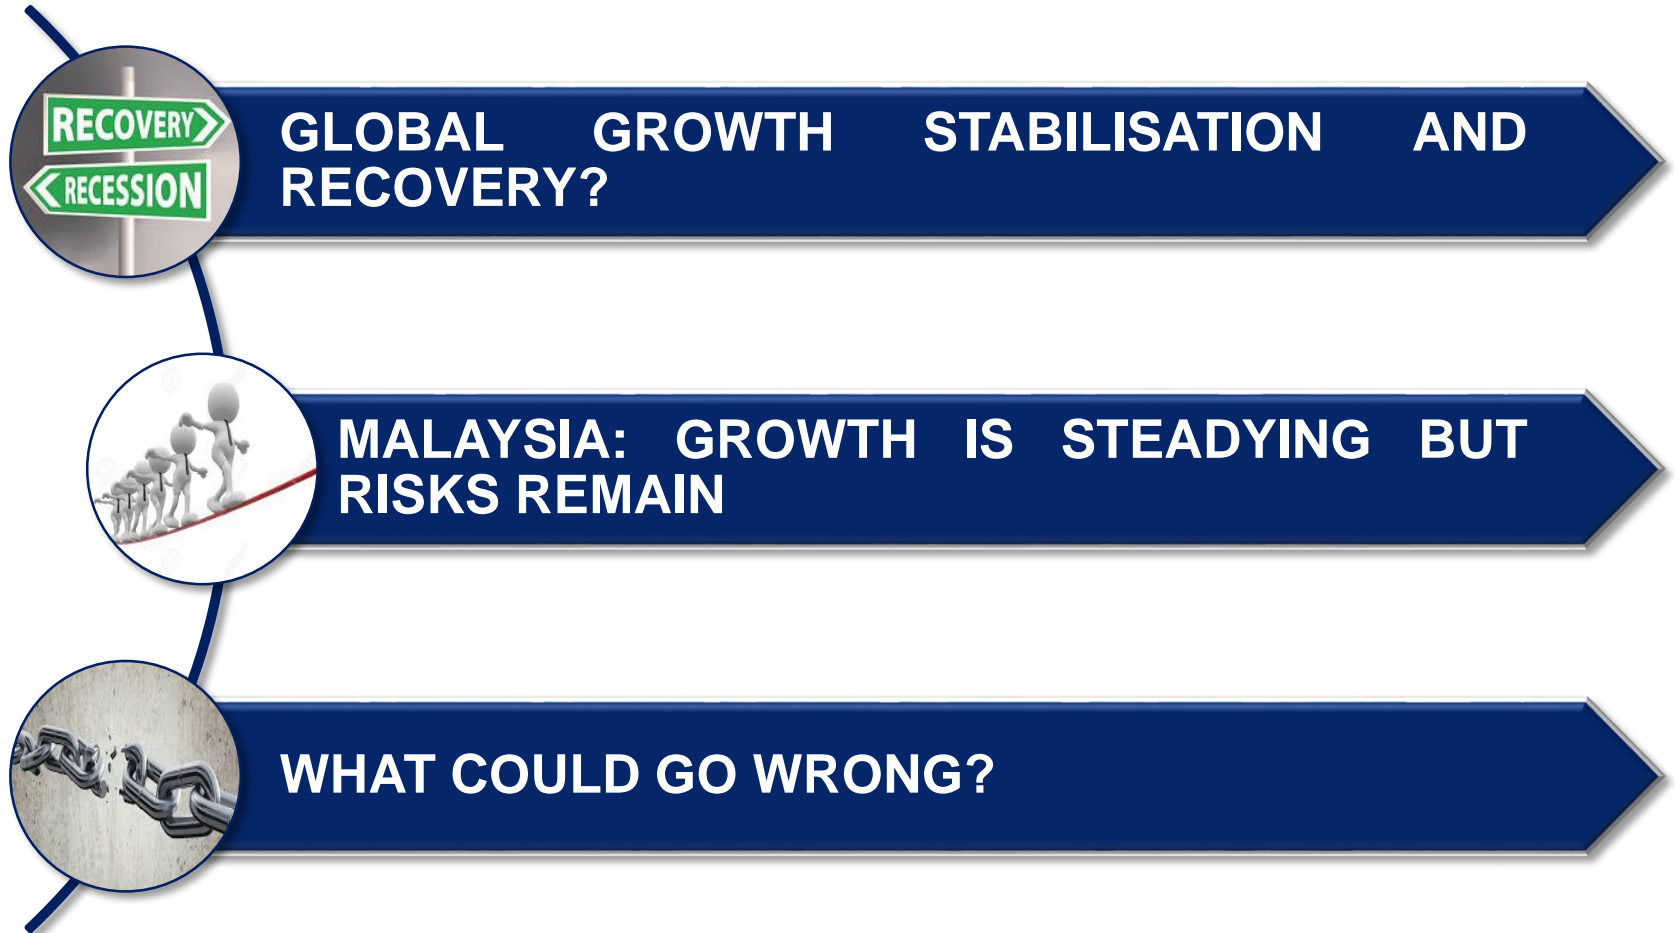 RECOVERY
RECESSION
GLOBAL GROWTH STABILISATION AND
RECOVERY?
MALAYSIA: GROWTH IS STEADYING BUT
RISKS REMAIN
WHAT COULD GO WRONG?